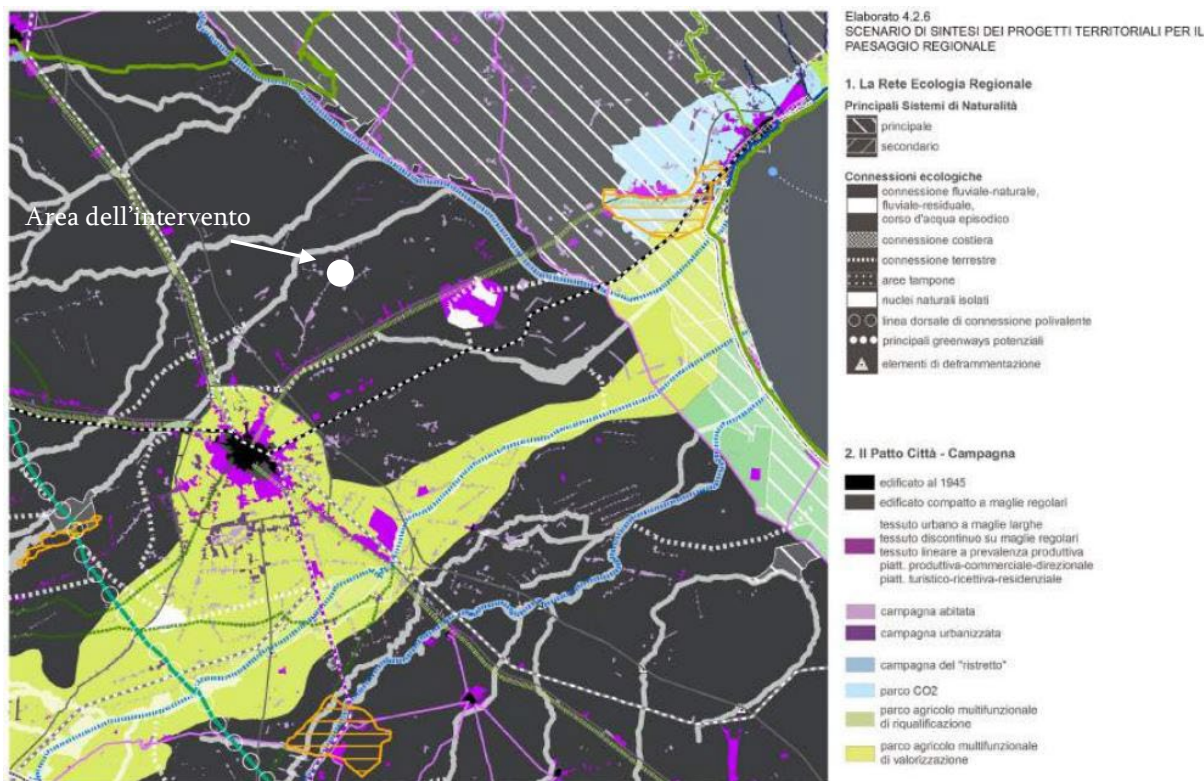 Area dell'intervento
Elaborato 4.2.6
SCENARIO DI SINTESI DEI PROGETTI TERRITORIALI PER IL
PAESAGGIO REGIONALE
1. La Rete Ecologia Regionale
Principali Sistemi di Naturalità
principale
secondario
Connessioni ecologiche
connessione fluviale-naturale,
fluviale-residuale,
corso d'acqua episodico
connessione costiera
connessione terrestre
aree tampone
nuclei naturali isolati
linea dorsale di connessione polivalente
principali greenways potenziali
elementi di deframmentazione
2. Il Patto Città - Campagna
edificato al 1945
edificato compatto a maglie regolari
tessuto urbano a maglie larghe
tessuto discontinuo su maglie regolari
tessuto lineare a prevalenza produttiva
piatt. produttiva-commerciale-direzionale
piatt. turistico-ricettiva-residenziale
campagna abitata
campagna urbanizzata
campagna del "ristretto"
parco CO2
parco agricolo multifunzionale
di riqualificazione
parco agricolo multifunzionale
di valorizzazione